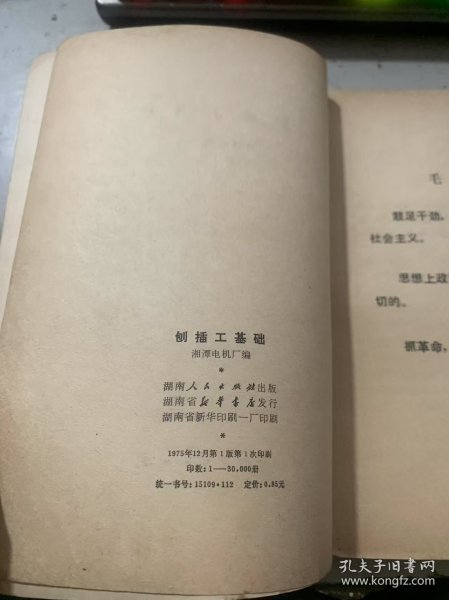 刨插工基础
湘潭电机厂编
*
湖南人民出版社出版
湖南省新华书店发行
湖南省新华印刷一厂印刷
*
1975年12月第1版第1次印刷
印数：1—30,000册
统一书号：15109·112 定价：0.85元
毛
鼓足干劲，
社会主义。
思想上政
切的。
抓革命，
孔夫子旧书网
www.kongfz.com